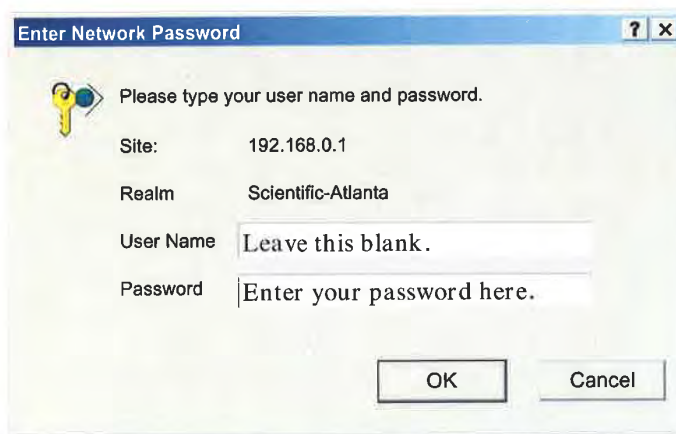 Enter Network Password
? ×
Please type your user name and password.
Site: 192.168.0.1
Realm Scientific-Atlanta
User Name Leave this blank.
Password Enter your password here.
OK Cancel